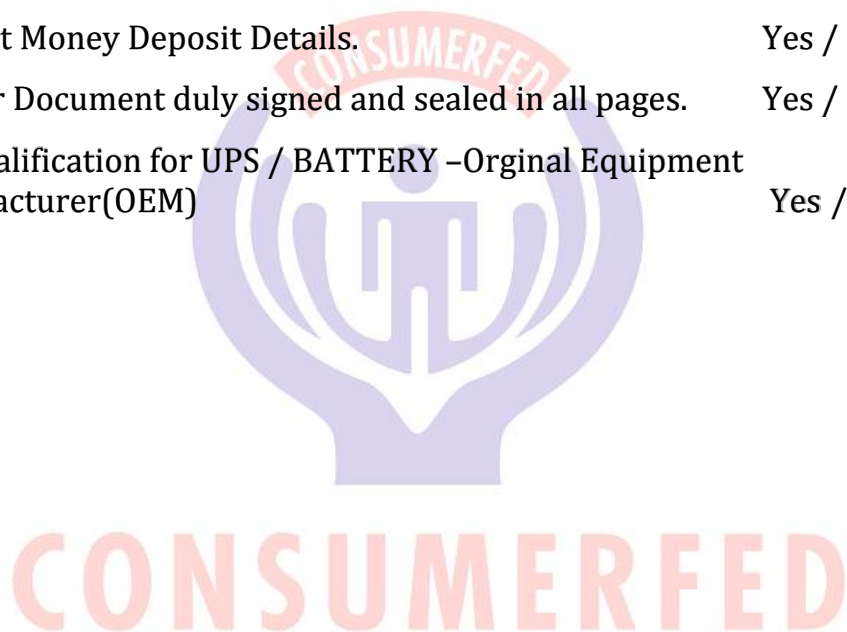 t Money Deposit Details. Yes /
r Document duly signed and sealed in all pages. Yes /
alification for UPS / BATTERY –Orginal Equipment
acturer(OEM) Yes /
CONSUMERFED
CONSUMERFED